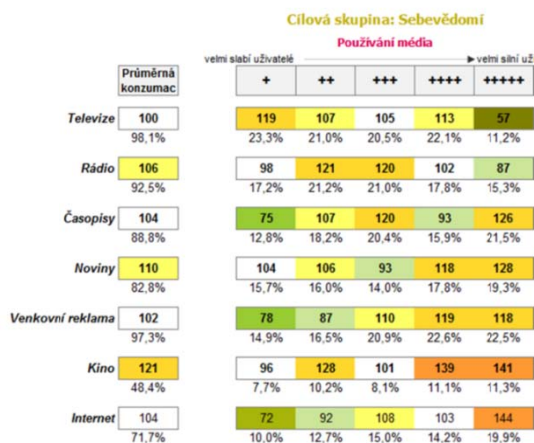 Cílová skupina: Sebevědomí
Používání média
velmi slabí uživatelé velmi silní už
Průměrná konzumac + ++ +++ ++++ +++++
Televize 100 119 107 105 113 57
98,1% 23,3% 21,0% 20,5% 22,1% 11,2%
Rádio 106 98 121 120 102 87
92,5% 17,2% 21,2% 21,0% 17,8% 15,3%
Časopisy 104 75 107 120 93 126
88,8% 12,8% 18,2% 20,4% 15,9% 21,5%
Noviny 110 104 106 93 118 128
82,8% 15,7% 16,0% 14,0% 17,8% 19,3%
Venkovní reklama 102 78 87 110 119 118
97,3% 14,9% 16,5% 20,9% 22,6% 22,5%
Kino 121 96 128 101 139 141
48,4% 7,7% 10,2% 8,1% 11,1% 11,3%
Internet 104 72 92 108 103 144
71,7% 10,0% 12,7% 15,0% 14,2% 19,9%